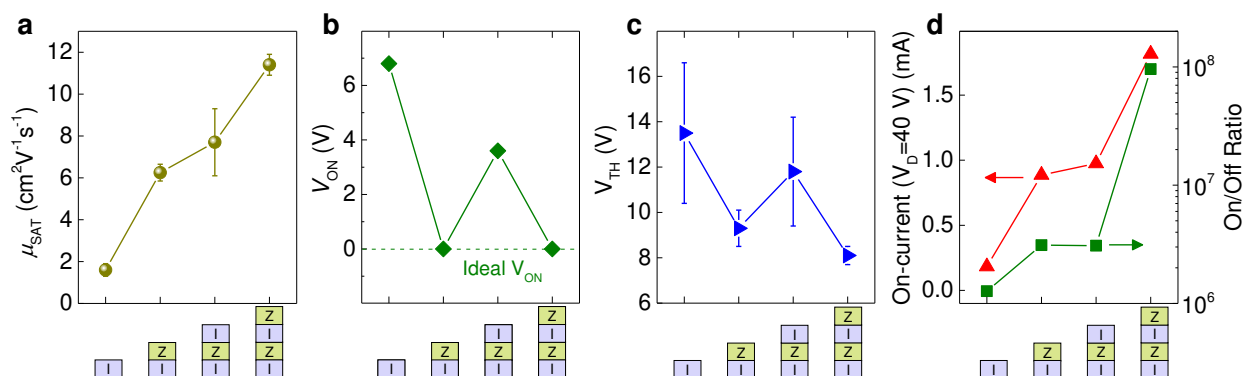 a
μSAT (cm²V⁻¹s⁻¹)
12
10
8
6
4
2
0
I
Z
I
I
Z
I
Z
I
Z
I
b
VON (V)
6
4
2
0
Ideal VON
I
Z
I
I
Z
I
Z
I
Z
I
c
VTH (V)
16
14
12
10
8
6
I
Z
I
I
Z
I
Z
I
Z
I
d
On-current (VD=40 V) (mA)
1.5
1.0
0.5
0.0
10⁸
10⁷
10⁶
On/Off Ratio
I
Z
I
I
Z
I
Z
I
Z
I